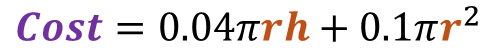 Cost = 0.04πrh + 0.1πr²